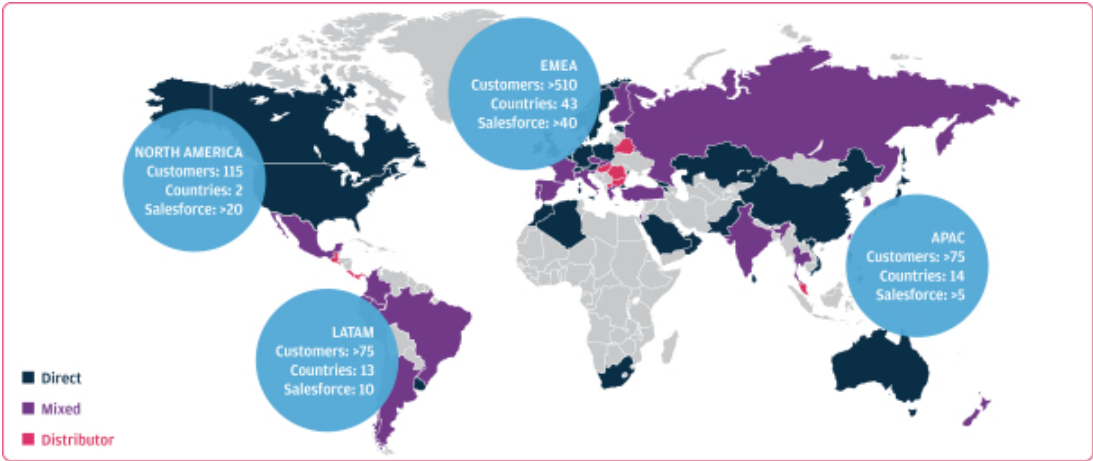 EMEA
Customers: >510
Countries: 43
Salesforce: >40
NORTH AMERICA
Customers: 115
Countries: 2
Salesforce: >20
APAC
Customers: >75
Countries: 14
Salesforce: >5
LATAM
Customers: >75
Countries: 13
Salesforce: 10
Direct
Mixed
Distributor